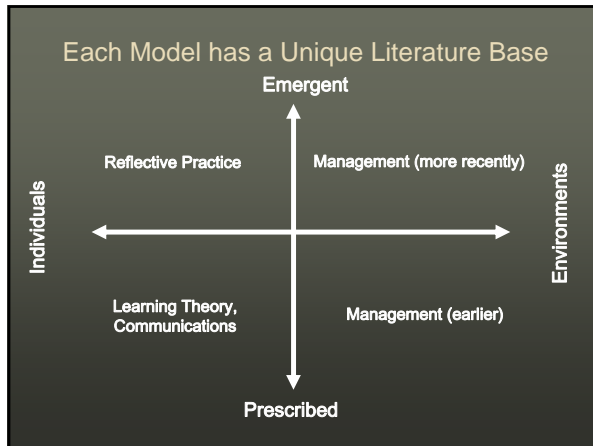 Each Model has a Unique Literature Base
Emergent
Reflective Practice
Management (more recently)
Individuals
Environments
Learning Theory,
Communications
Management (earlier)
Prescribed